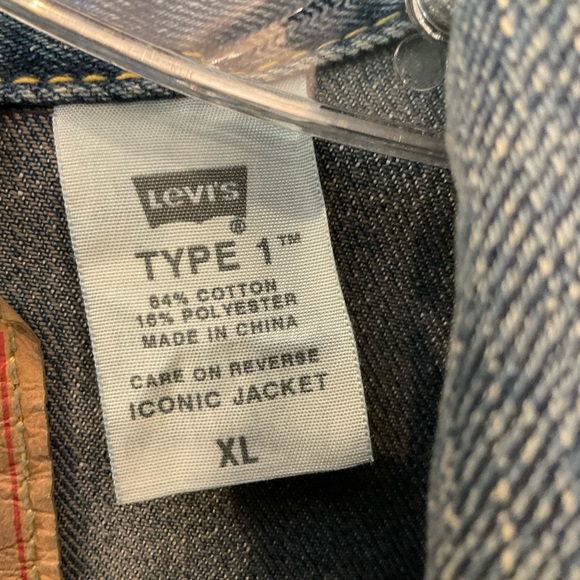 Levi's
®
TYPE 1™
84% COTTON
16% POLYESTER
MADE IN CHINA
CARE ON REVERSE
ICONIC JACKET
XL